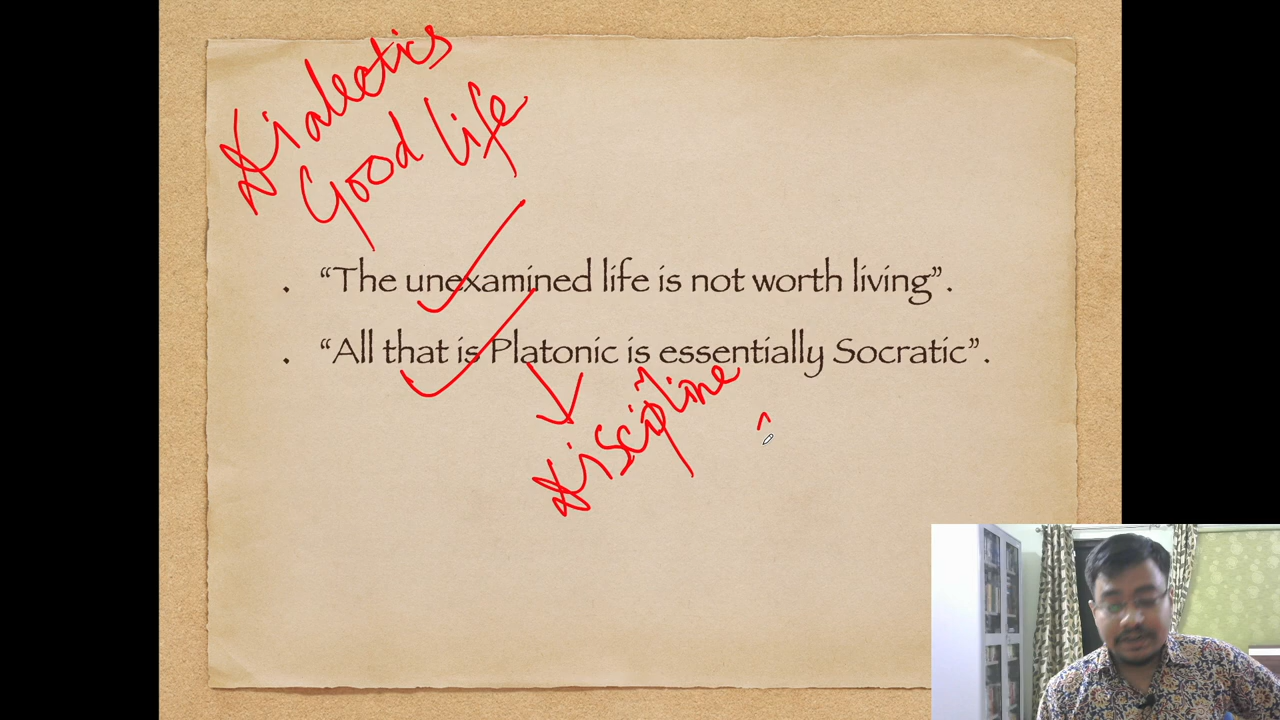 Dialectics
Good life
. “The unexamined life is not worth living”.
. “All that is Platonic is essentially Socratic”.
Discipline